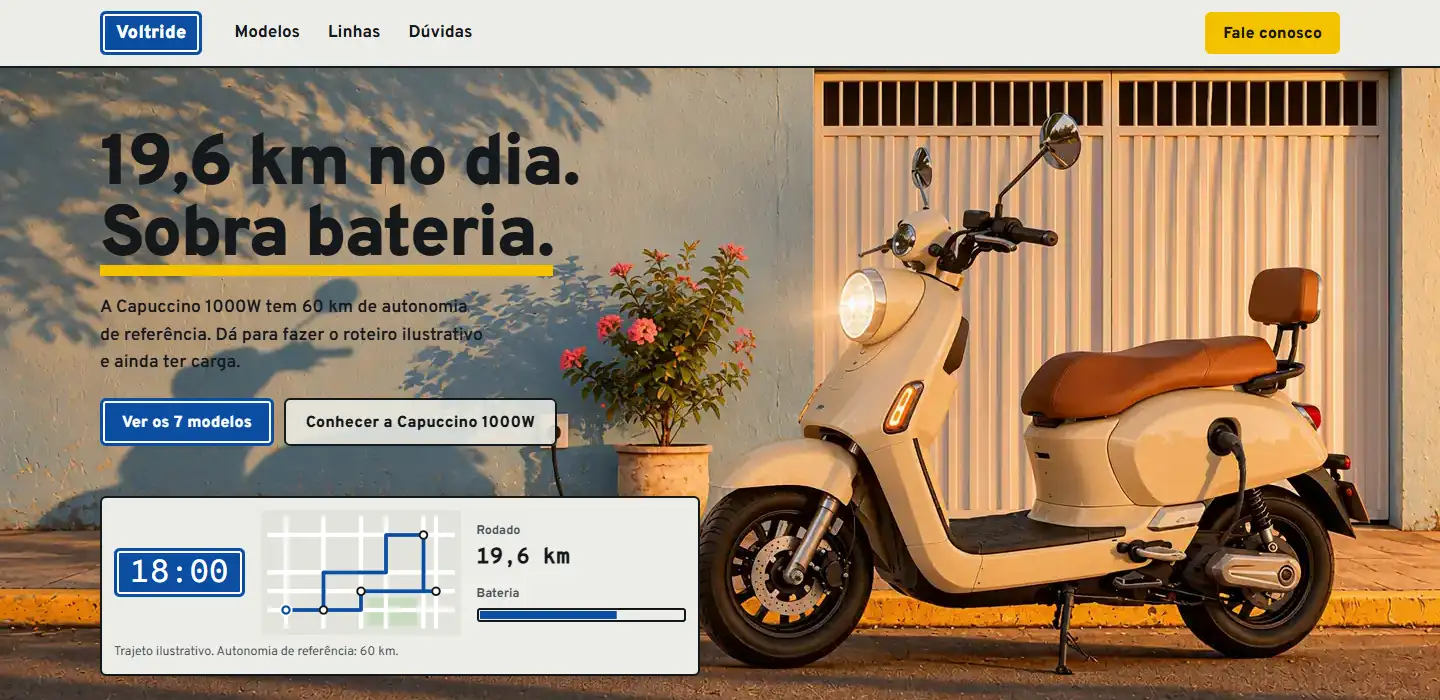 Voltride
Modelos
Linhas
Dúvidas
Fale conosco
19,6 km no dia.
Sobra bateria.
A Capuccino 1000W tem 60 km de autonomia
de referência. Dá para fazer o roteiro ilustrativo
e ainda ter carga.
Ver os 7 modelos
Conhecer a Capuccino 1000W
18:00
Rodado
19,6 km
Bateria
Trajeto ilustrativo. Autonomia de referência: 60 km.